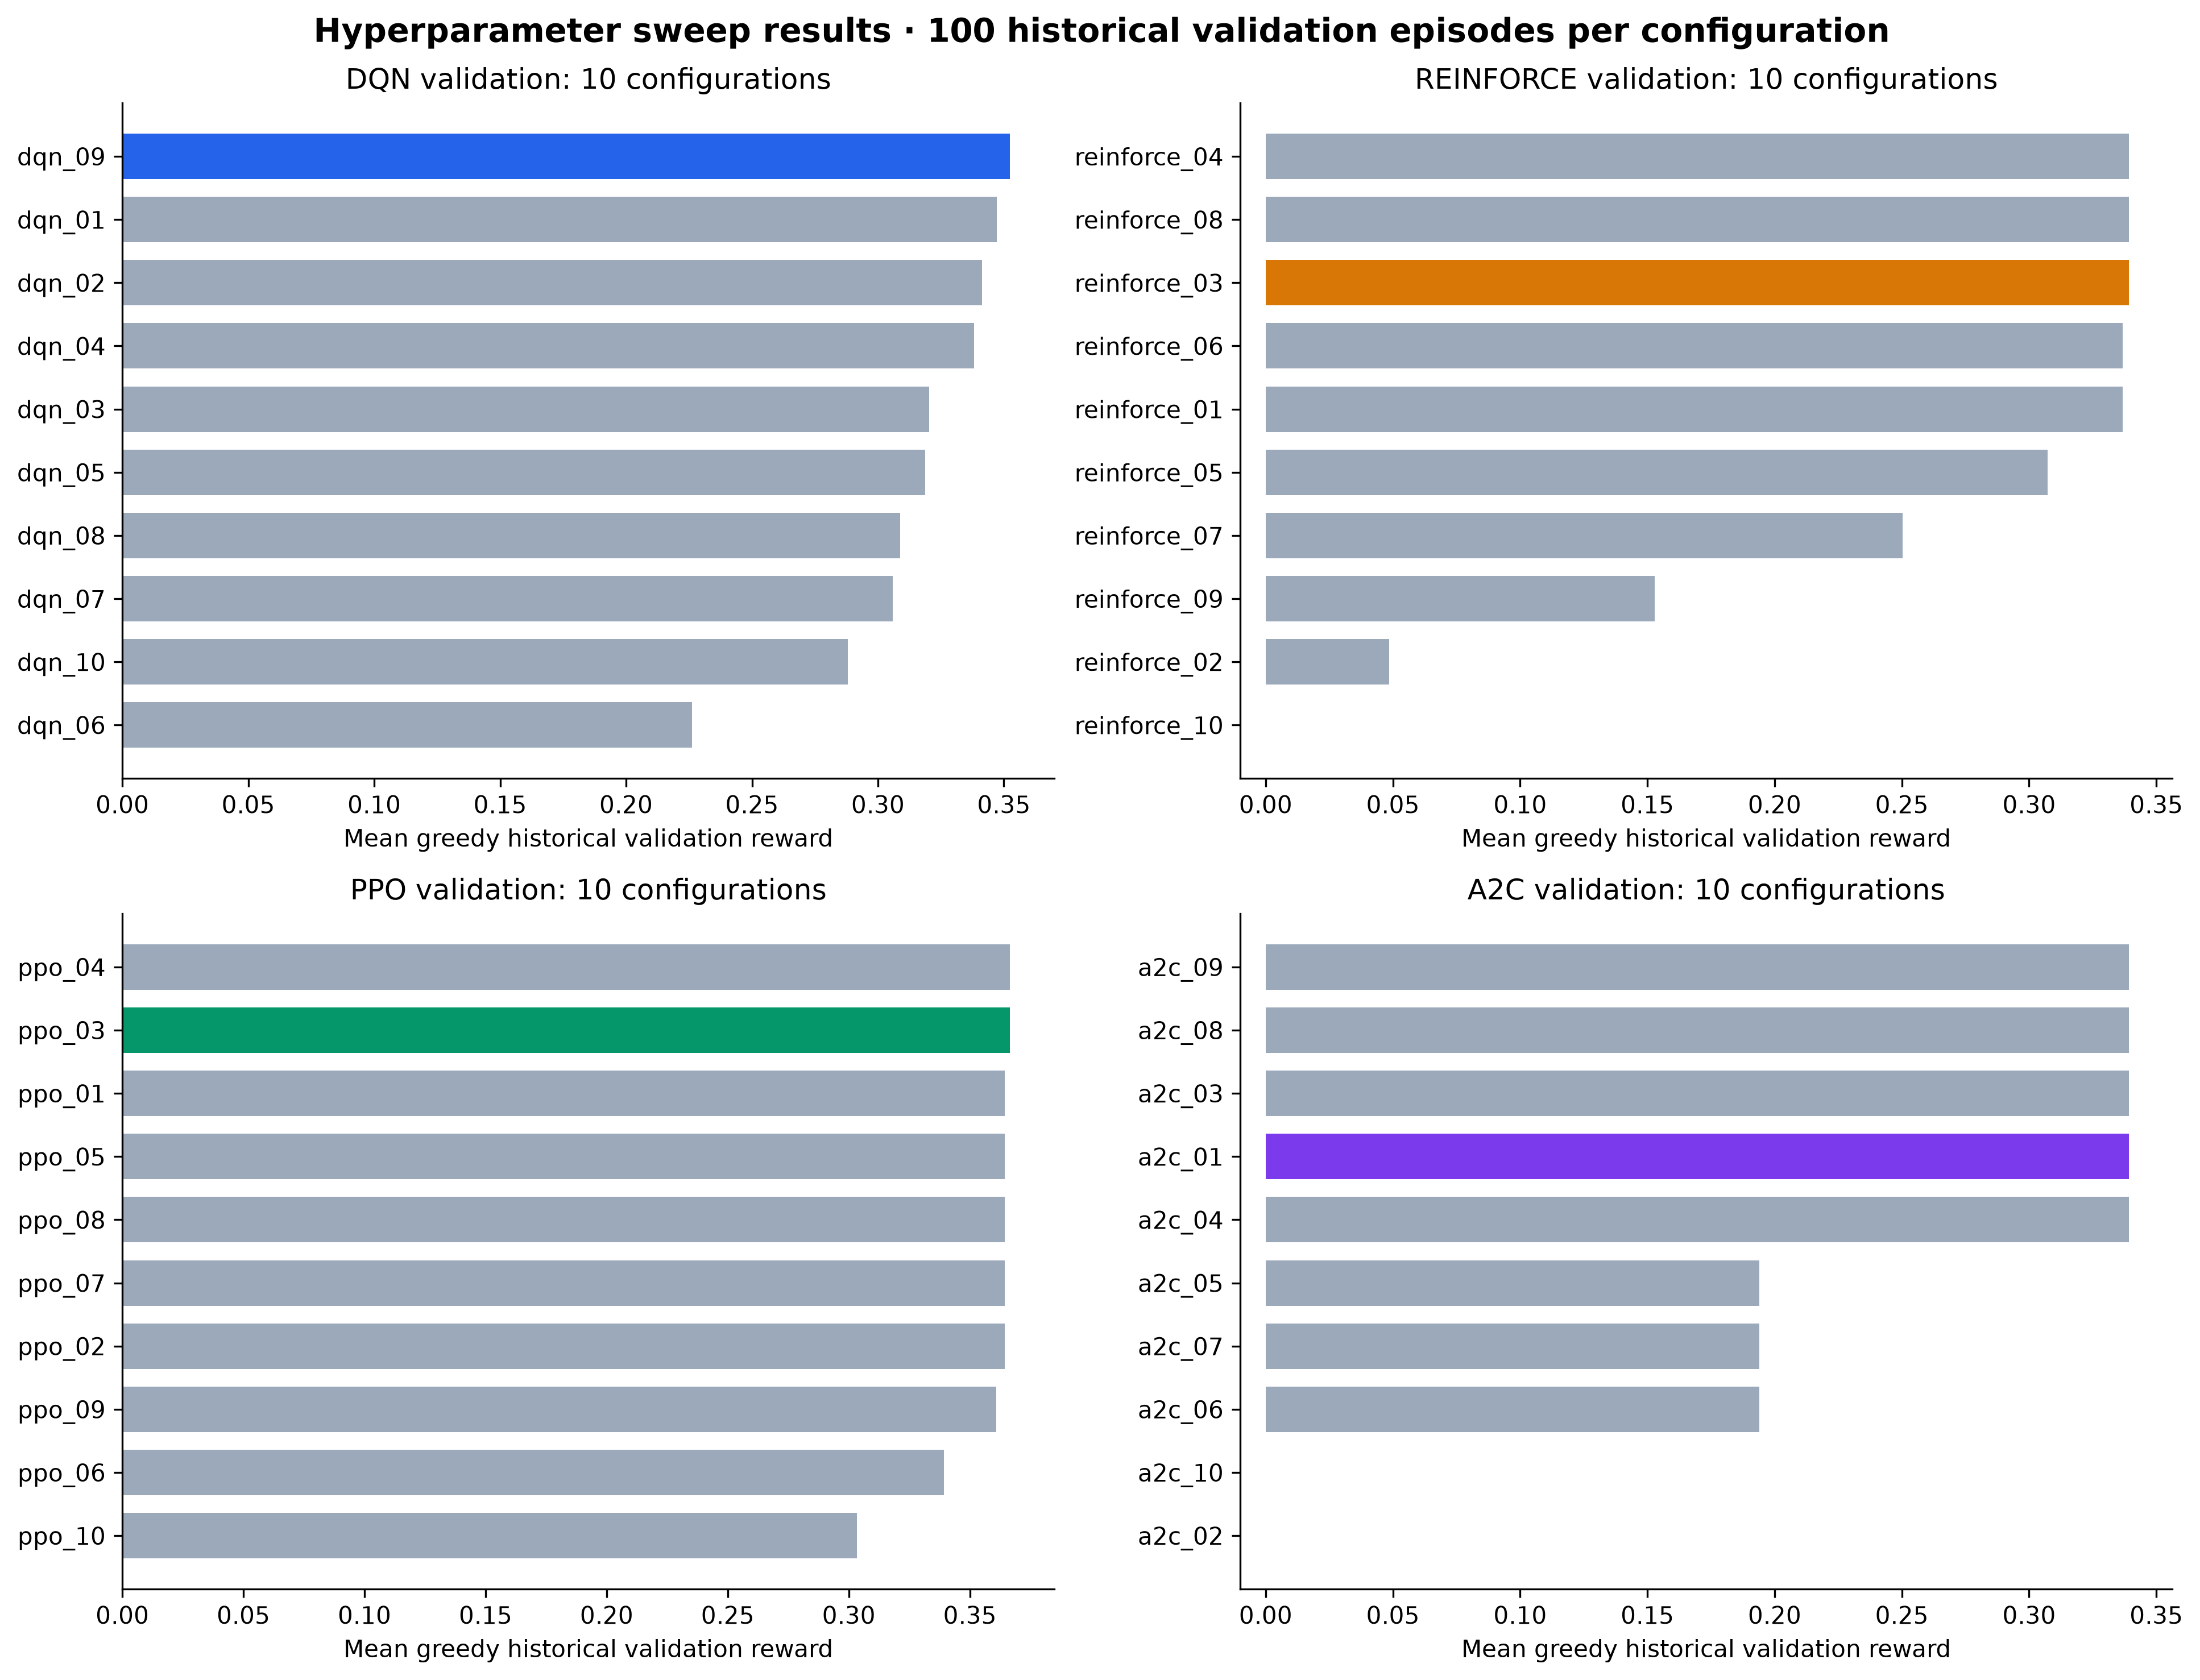 Hyperparameter sweep results · 100 historical validation episodes per configuration
DQN validation: 10 configurations
dqn_09
dqn_01
dqn_02
dqn_04
dqn_03
dqn_05
dqn_08
dqn_07
dqn_10
dqn_06
0.00 0.05 0.10 0.15 0.20 0.25 0.30 0.35
Mean greedy historical validation reward
REINFORCE validation: 10 configurations
reinforce_04
reinforce_08
reinforce_03
reinforce_06
reinforce_01
reinforce_05
reinforce_07
reinforce_09
reinforce_02
reinforce_10
0.00 0.05 0.10 0.15 0.20 0.25 0.30 0.35
Mean greedy historical validation reward
PPO validation: 10 configurations
ppo_04
ppo_03
ppo_01
ppo_05
ppo_08
ppo_07
ppo_02
ppo_09
ppo_06
ppo_10
0.00 0.05 0.10 0.15 0.20 0.25 0.30 0.35
Mean greedy historical validation reward
A2C validation: 10 configurations
a2c_09
a2c_08
a2c_03
a2c_01
a2c_04
a2c_05
a2c_07
a2c_06
a2c_10
a2c_02
0.00 0.05 0.10 0.15 0.20 0.25 0.30 0.35
Mean greedy historical validation reward